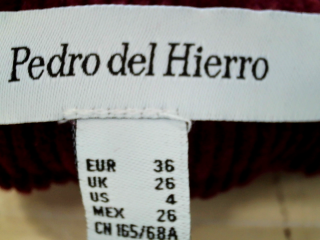 Pedro del Hierro
EUR 36
UK 26
US 4
MEX 26
CN 165/68A